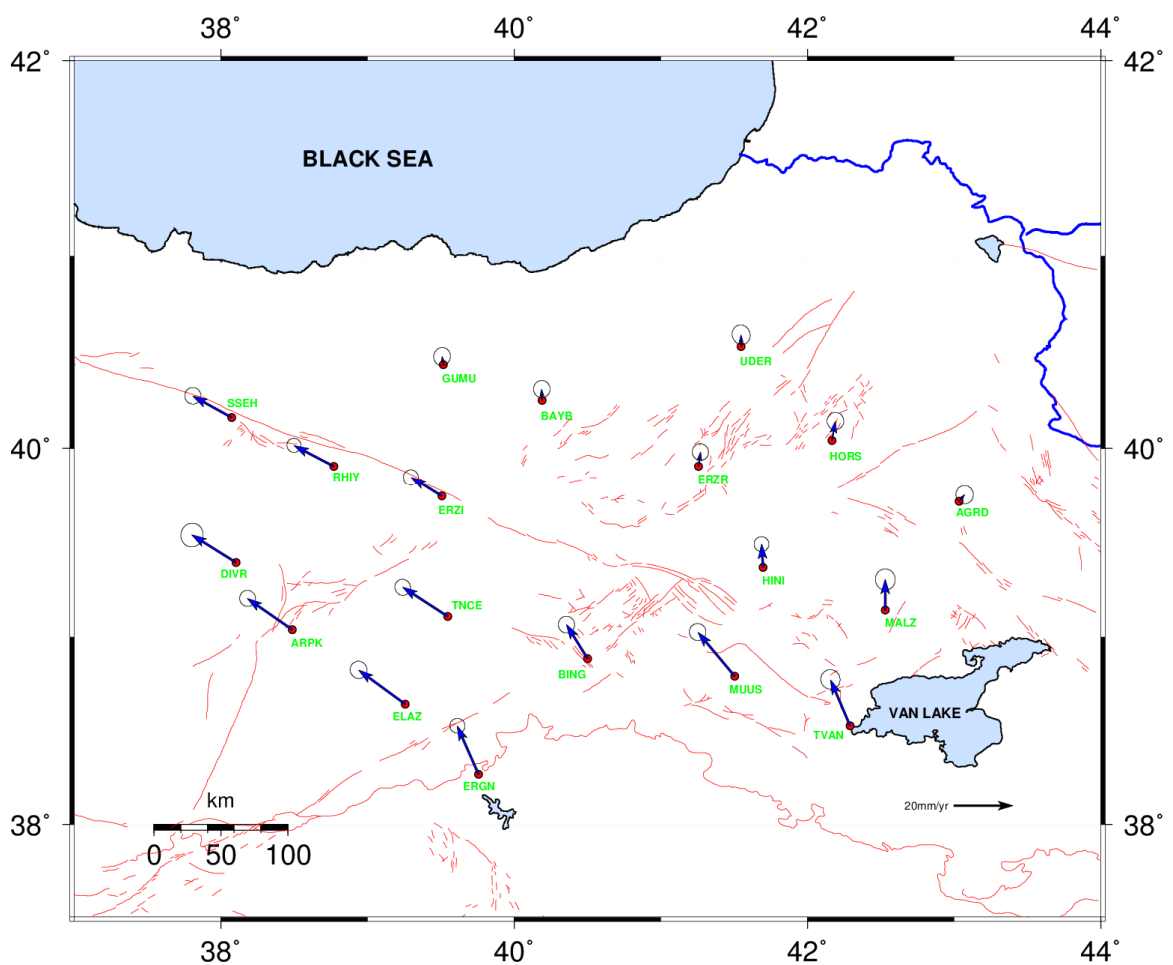 38° 40° 42° 44°
42° 42°
BLACK SEA
UDER
GUMU
SSEH
BAYB
40° 40°
HORS
RHIY
ERZR
ERZI
AGRD
DIVR
HINI
TNCE
MALZ
ARPK
BING
MUUS
ELAZ
VAN LAKE
TVAN
ERGN
km
20mm/yr
38° 38°
0 50 100
38° 40° 42° 44°